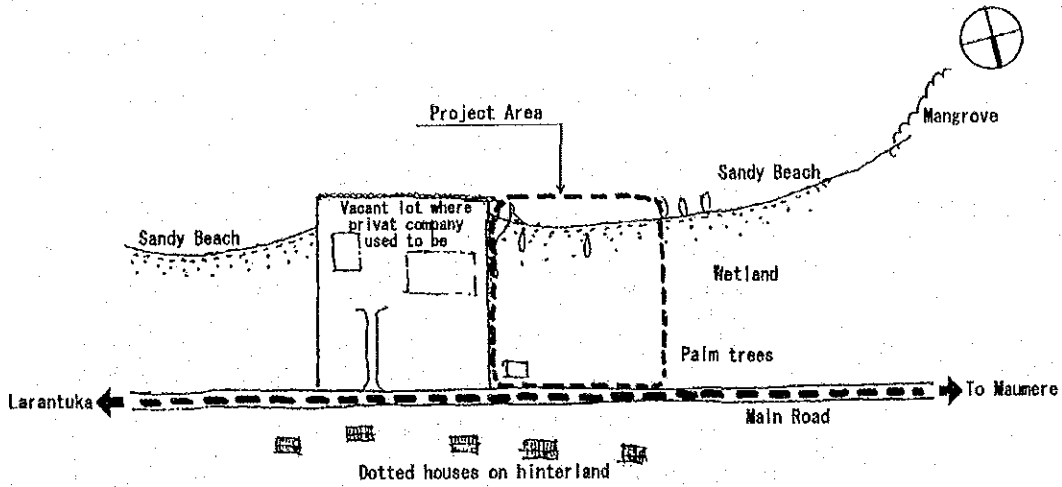 Project Area
Mangrove
Sandy Beach
Vacant lot where
privat company
used to be
Sandy Beach
Wetland
Palm trees
Larantuka
To Maumere
Main Road
Dotted houses on hinterland